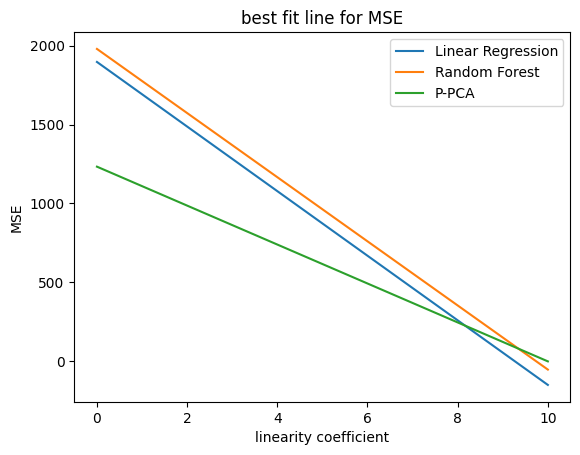 best fit line for MSE
Linear Regression
Random Forest
P-PCA
2000
1500
1000
500
0
MSE
0 2 4 6 8 10
linearity coefficient